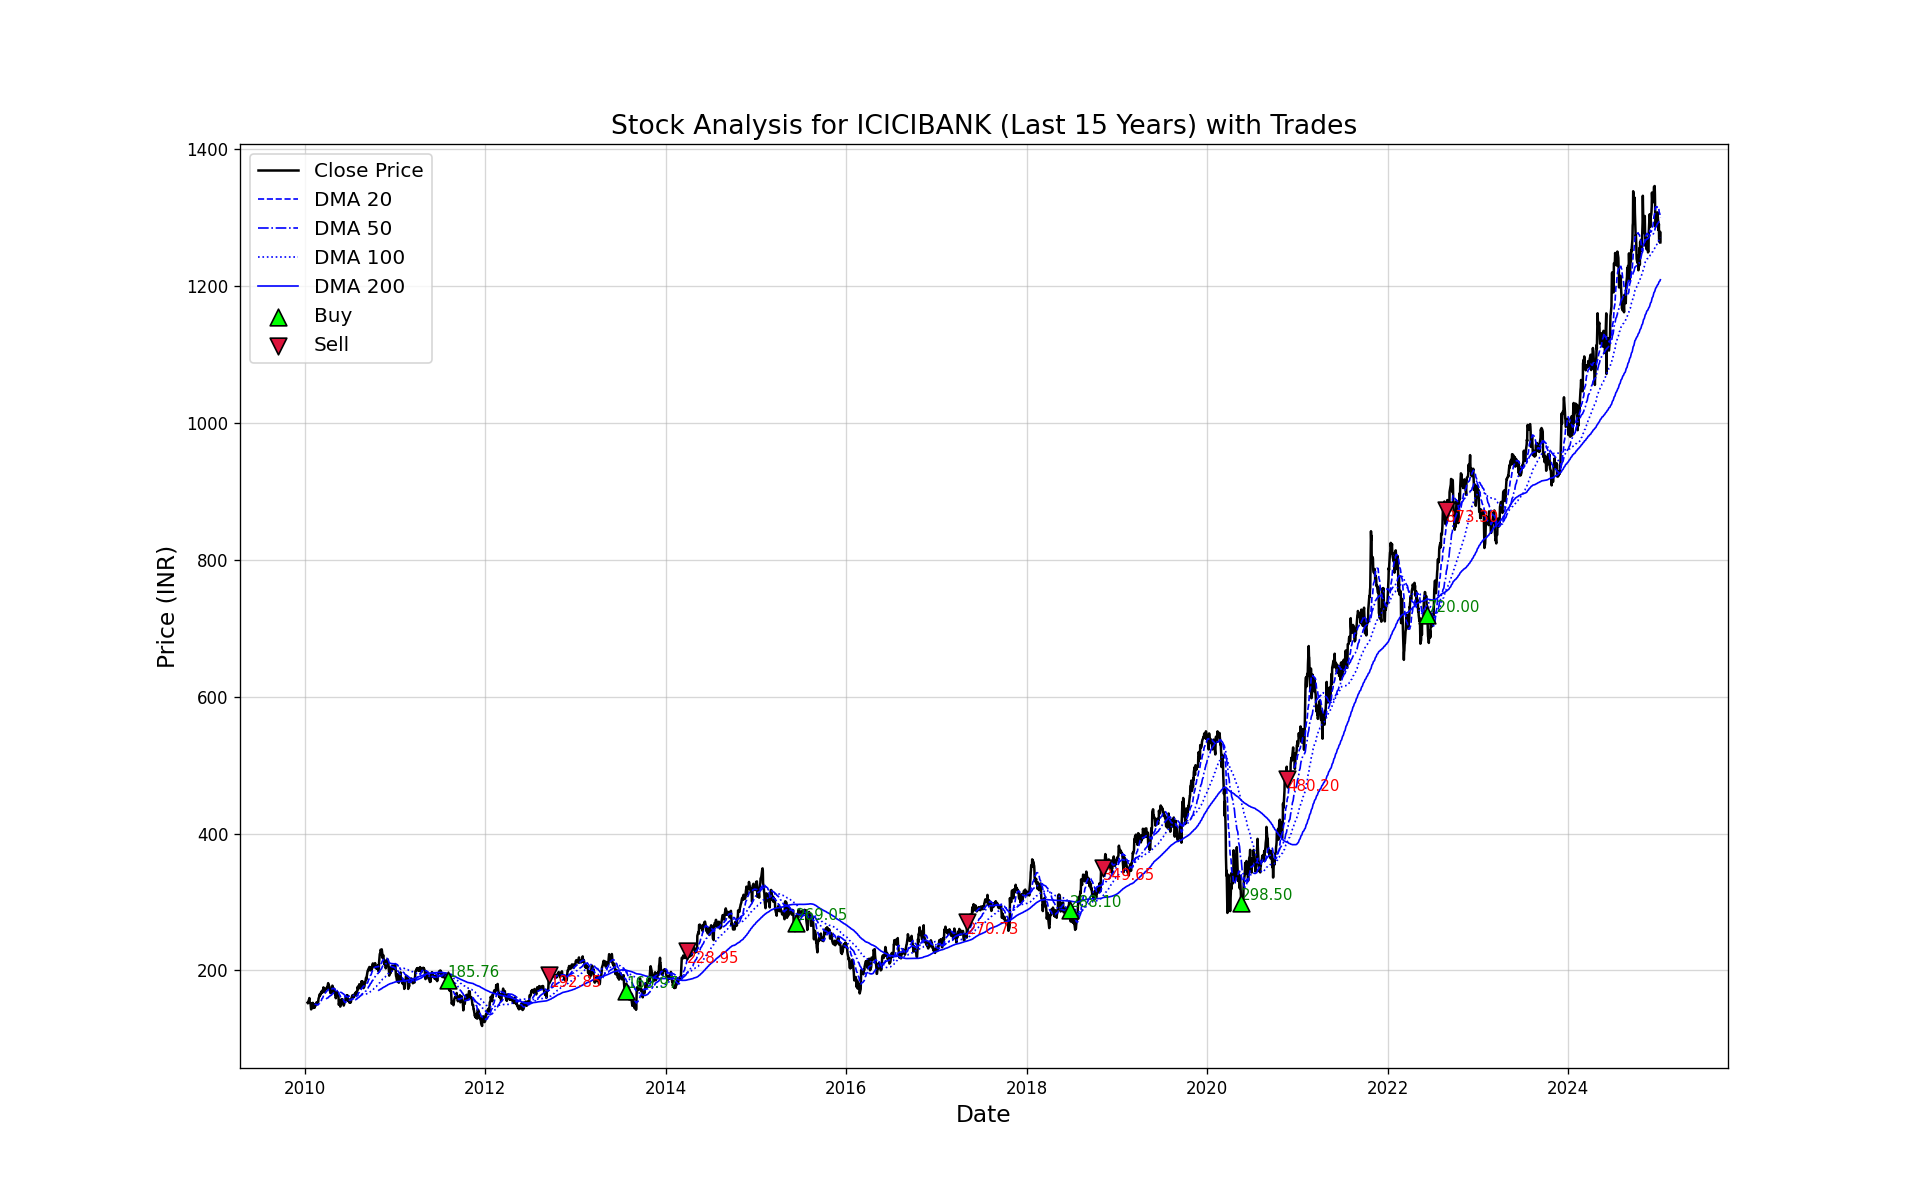 Stock Analysis for ICICIBANK (Last 15 Years) with Trades
Price (INR)
1400
1200
1000
800
600
400
200
Close Price
DMA 20
DMA 50
DMA 100
DMA 200
Buy
Sell
185.76
228.95
270.73
298.50
480.20
2010
2012
2014
2016
2018
2020
2022
2024
Date